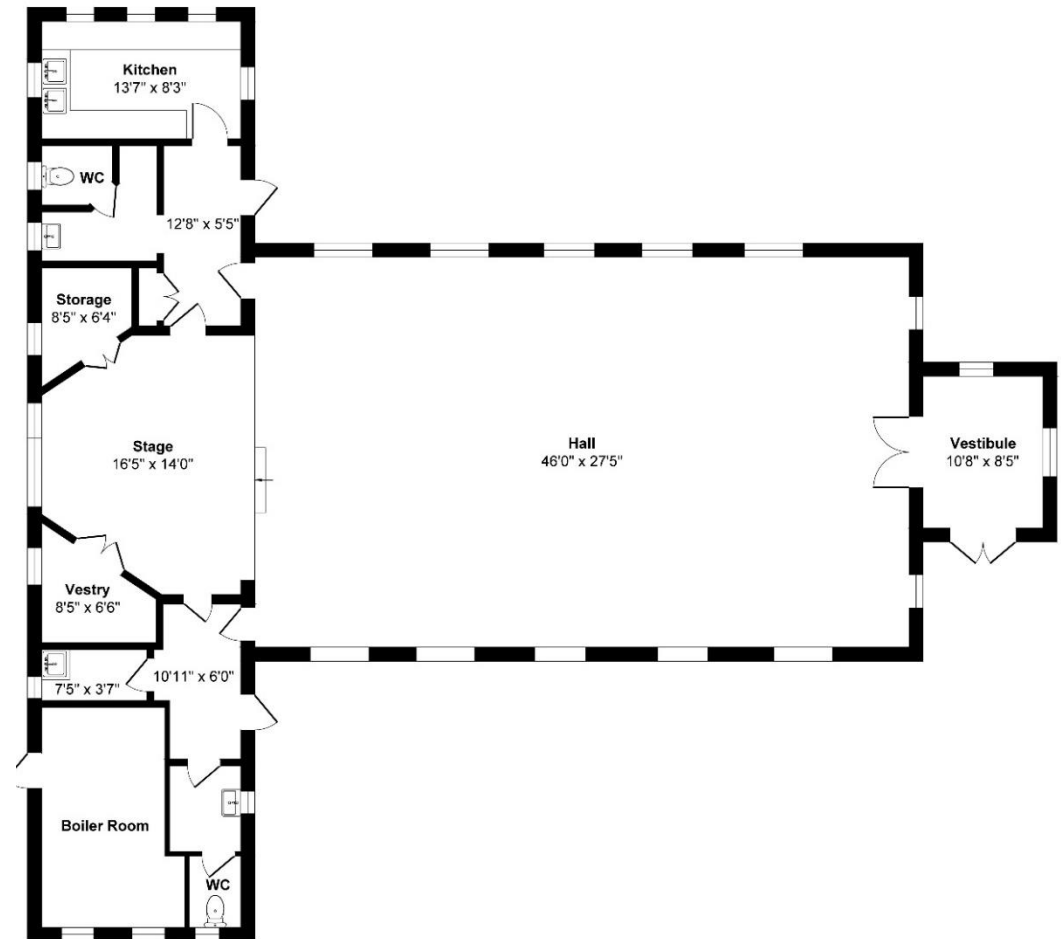 Kitchen
13'7" x 8'3"
WC
12'8" x 5'5"
Storage
8'5" x 6'4"
Stage
16'5" x 14'0"
Hall
46'0" x 27'5"
Vestibule
10'8" x 8'5"
Vestry
8'5" x 6'6"
7'5" x 3'7"
10'11" x 6'0"
Boiler Room
WC